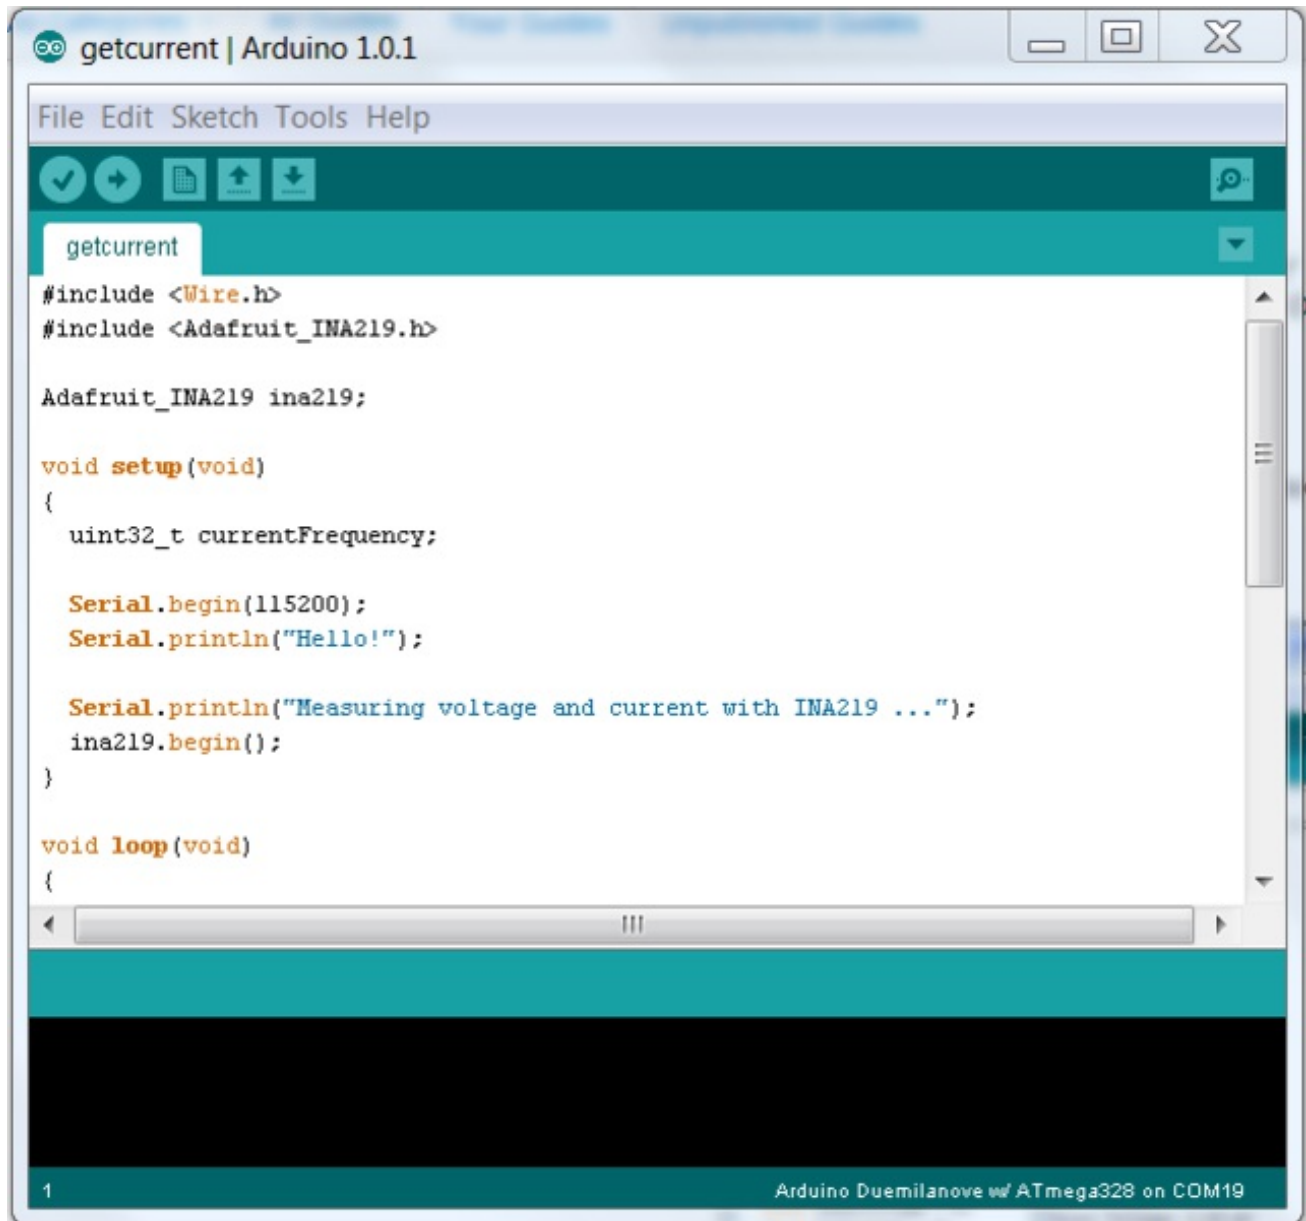 getcurrent | Arduino 1.0.1
File Edit Sketch Tools Help
getcurrent
#include <Wire.h>
#include <Adafruit_INA219.h>
Adafruit_INA219 ina219;
void setup(void)
{
  uint32_t currentFrequency;
  Serial.begin(115200);
  Serial.println("Hello!");
  Serial.println("Measuring voltage and current with INA219 ...");
  ina219.begin();
}
void loop(void)
{
1
Arduino Duemilanove w/ ATmega328 on COM19